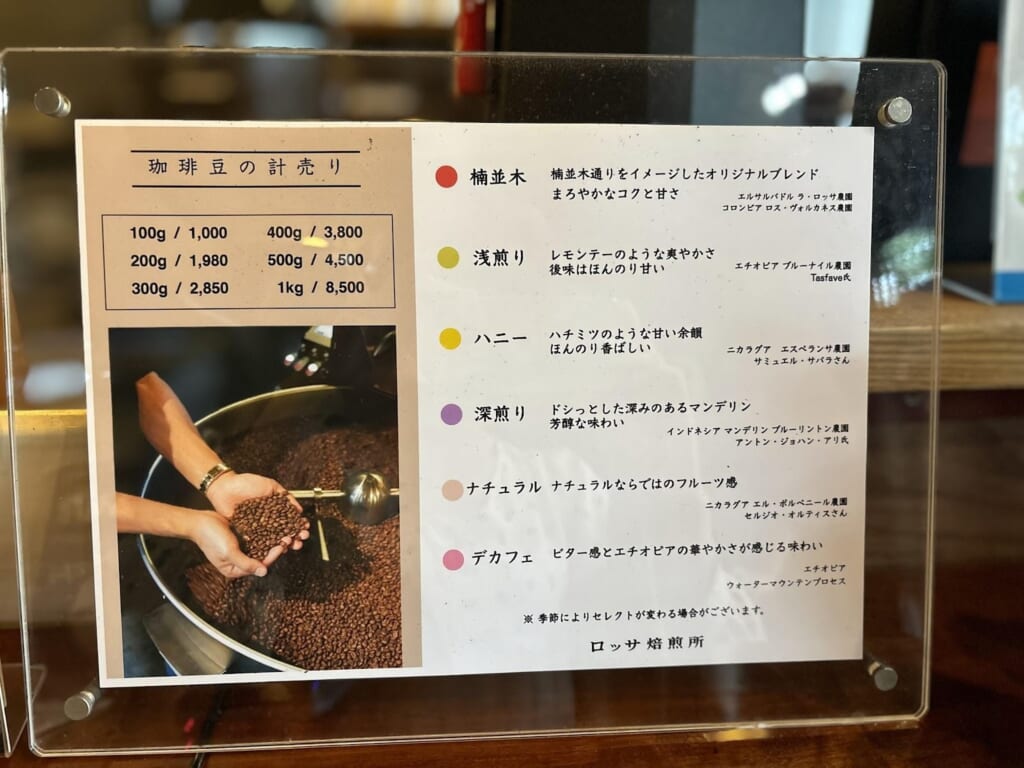 珈琲豆の計売り
100g / 1,000
400g / 3,800
200g / 1,980
500g / 4,500
300g / 2,850
1kg / 8,500
楠並木
楠並木通りをイメージしたオリジナルブレンド
まろやかなコクと甘さ
エルサルバドル ラ・ロッサ農園
コロンビア ロス・ヴォルカネス農園
浅煎り
レモンテーのような爽やかさ
後味はほんのり甘い
エチオピア ブルーナイル農園
Tasfave氏
ハニー
ハチミツのような甘い余韻
ほんのり香ばしい
ニカラグア エスペランサ農園
サミュエル・サバラさん
深煎り
ドシっとした深みのあるマンデリン
芳醇な味わい
インドネシア マンデリン ブルーリントン農園
アントン・ジョハン・アリ氏
ナチュラル
ナチュラルならではのフルーツ感
ニカラグア エル・ボルベニール農園
セルジオ・オルティスさん
デカフェ
ビター感とエチオピアの華やかさが感じる味わい
エチオピア
ウォーターマウンテンプロセス
※ 季節によりセレクトが変わる場合がございます。
ロッサ焙煎所